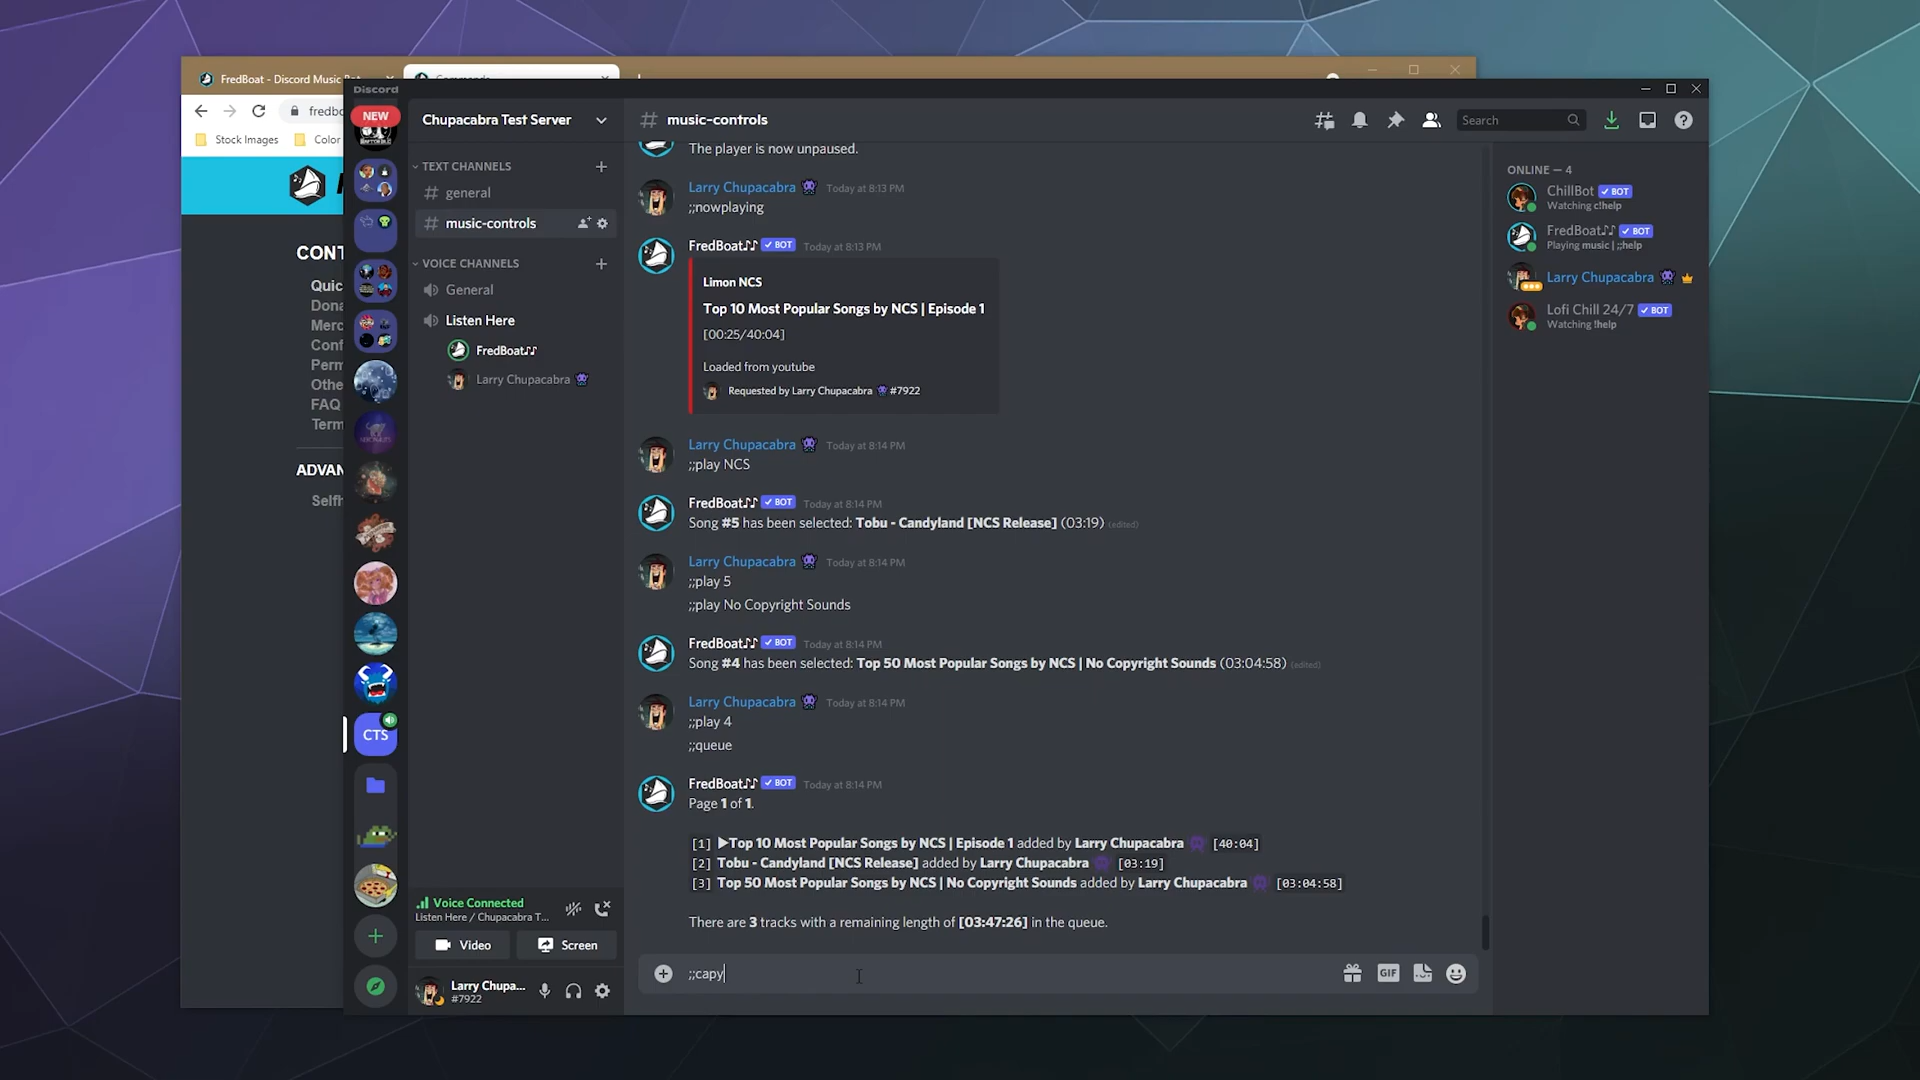 FredBoat - Discord Music Bot
fredbo
Stock Images
Color
CONT
Quic
Dona
Merc
Conf
Perm
Othe
FAQ
Term
ADVAN
Selfh
Discord
NEW
CTS
Chupacabra Test Server
TEXT CHANNELS
general
music-controls
VOICE CHANNELS
General
Listen Here
FredBoat♪♪
Larry Chupacabra
Voice Connected
Listen Here / Chupacabra T...
Video
Screen
Larry Chupa...
#7922
# music-controls
Search
The player is now unpaused.
Larry Chupacabra Today at 8:13 PM
;;nowplaying
FredBoat♪♪ BOT Today at 8:13 PM
Limon NCS
Top 10 Most Popular Songs by NCS | Episode 1
[00:25/40:04]
Loaded from youtube
Requested by Larry Chupacabra #7922
Larry Chupacabra Today at 8:14 PM
;;play NCS
FredBoat♪♪ BOT Today at 8:14 PM
Song #5 has been selected: Tobu - Candyland [NCS Release] (03:19) (edited)
Larry Chupacabra Today at 8:14 PM
;;play 5
;;play No Copyright Sounds
FredBoat♪♪ BOT Today at 8:14 PM
Song #4 has been selected: Top 50 Most Popular Songs by NCS | No Copyright Sounds (03:04:58) (edited)
Larry Chupacabra Today at 8:14 PM
;;play 4
;;queue
FredBoat♪♪ BOT Today at 8:14 PM
Page 1 of 1.
[1] ▶Top 10 Most Popular Songs by NCS | Episode 1 added by Larry Chupacabra [40:04]
[2] Tobu - Candyland [NCS Release] added by Larry Chupacabra [03:19]
[3] Top 50 Most Popular Songs by NCS | No Copyright Sounds added by Larry Chupacabra [03:04:58]
There are 3 tracks with a remaining length of [03:47:26] in the queue.
;;capy
GIF
ONLINE — 4
ChillBot BOT
Watching c!help
FredBoat♪♪ BOT
Playing music | ;;help
Larry Chupacabra
Lofi Chill 24/7 BOT
Watching !help